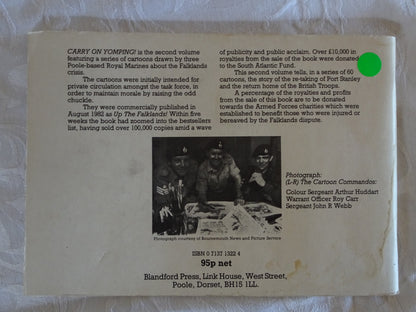 CARRY ON YOMPING! is the second volume
featuring a series of cartoons drawn by three
Poole-based Royal Marines about the Falklands
crisis.
The cartoons were initially intended for
private circulation amongst the task force, in
order to maintain morale by raising the odd
chuckle.
They were commercially published in
August 1982 as Up The Falklands! Within five
weeks the book had zoomed into the bestsellers
list, having sold over 100,000 copies amid a wave
of publicity and public acclaim. Over £10,000 in
royalties from the sale of the book were donated
to the South Atlantic Fund.
This second volume tells, in a series of 60
cartoons, the story of the re-taking of Port Stanley
and the return home of the British Troops.
A percentage of the royalties and profits
from the sale of this book are to be donated
towards the Armed Forces charities which were
established to benefit those who were injured or
bereaved by the Falklands dispute.
Photograph:
(L-R) The Cartoon Commandos:
Colour Sergeant Arthur Huddart
Warrant Officer Roy Carr
Sergeant John R Webb
Photograph courtesy of Bournemouth News and Picture Service
ISBN 0 7137 1322 4
95p net
Blandford Press, Link House, West Street,
Poole, Dorset, BH15 1LL.